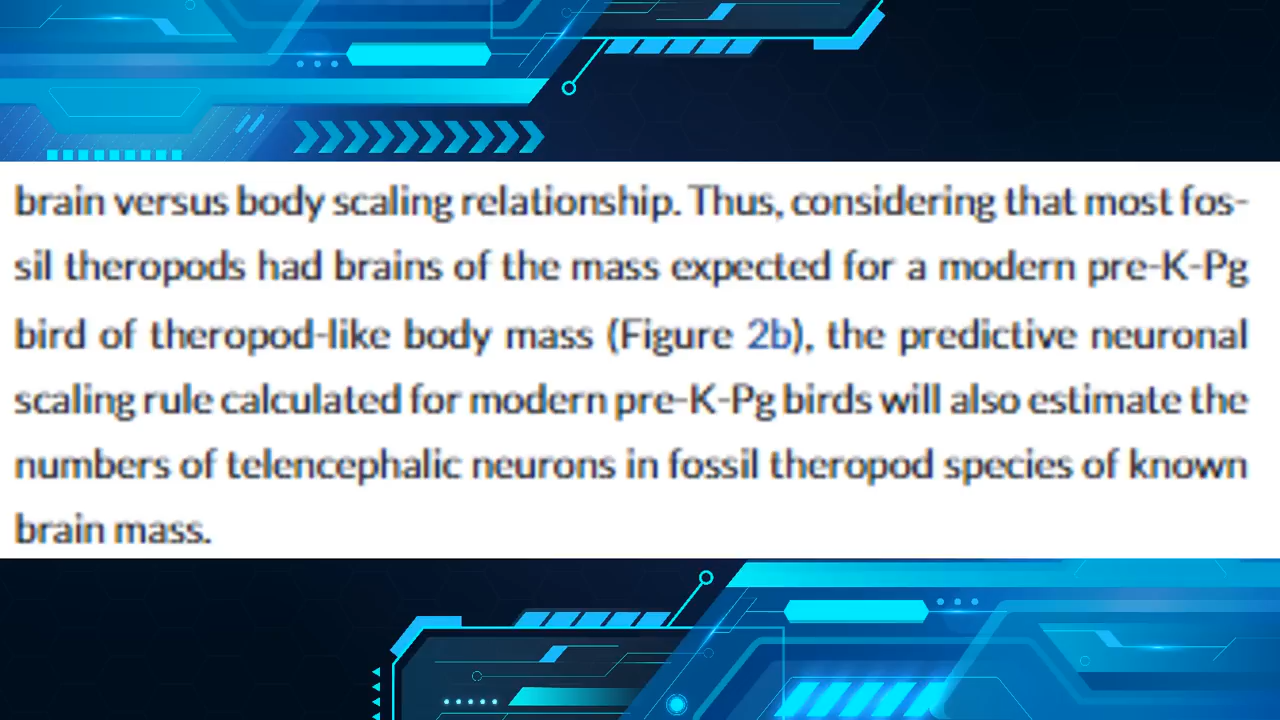 brain versus body scaling relationship. Thus, considering that most fos-
sil theropods had brains of the mass expected for a modern pre-K-Pg
bird of theropod-like body mass (Figure 2b), the predictive neuronal
scaling rule calculated for modern pre-K-Pg birds will also estimate the
numbers of telencephalic neurons in fossil theropod species of known
brain mass.